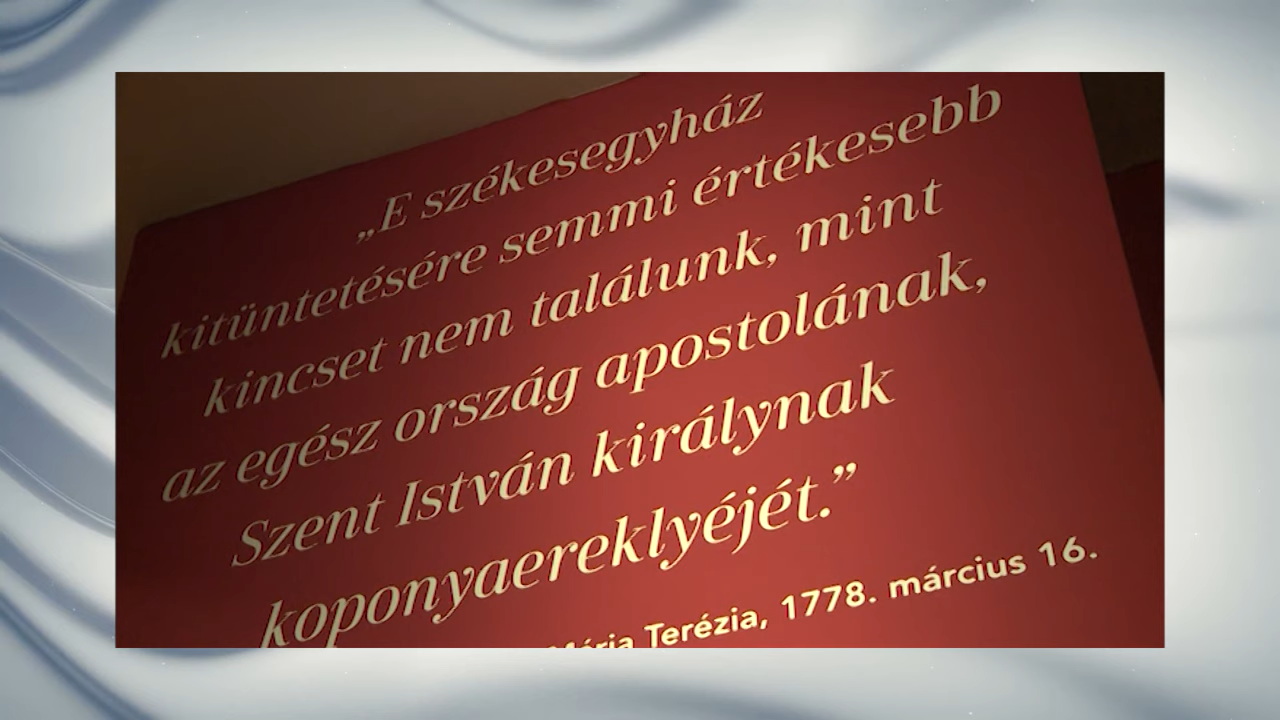 „E székesegyház
kitüntetésére semmi értékesebb
kincset nem találunk, mint
az egész ország apostolának,
Szent István királynak
koponyaereklyéjét.”
Mária Terézia, 1778. március 16.